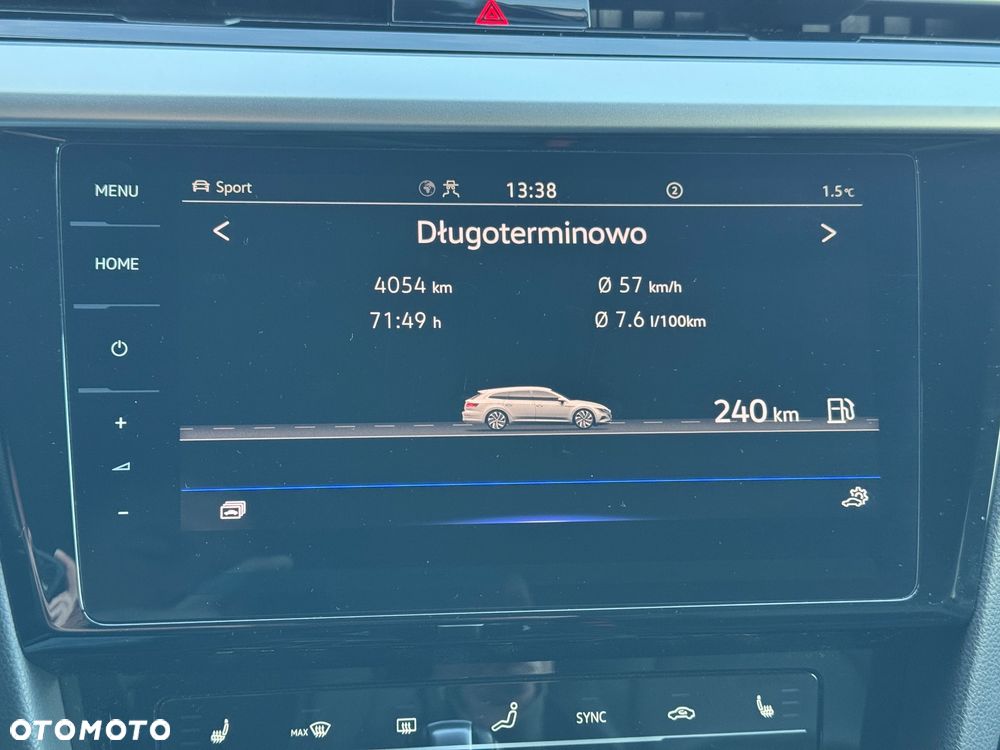 MENU
Sport 13:38 2 1.5°C
< Długoterminowo >
HOME
4054 km Ø 57 km/h
71:49 h Ø 7.6 l/100km
240 km
+
−
MAX SYNC
OTOMOTO